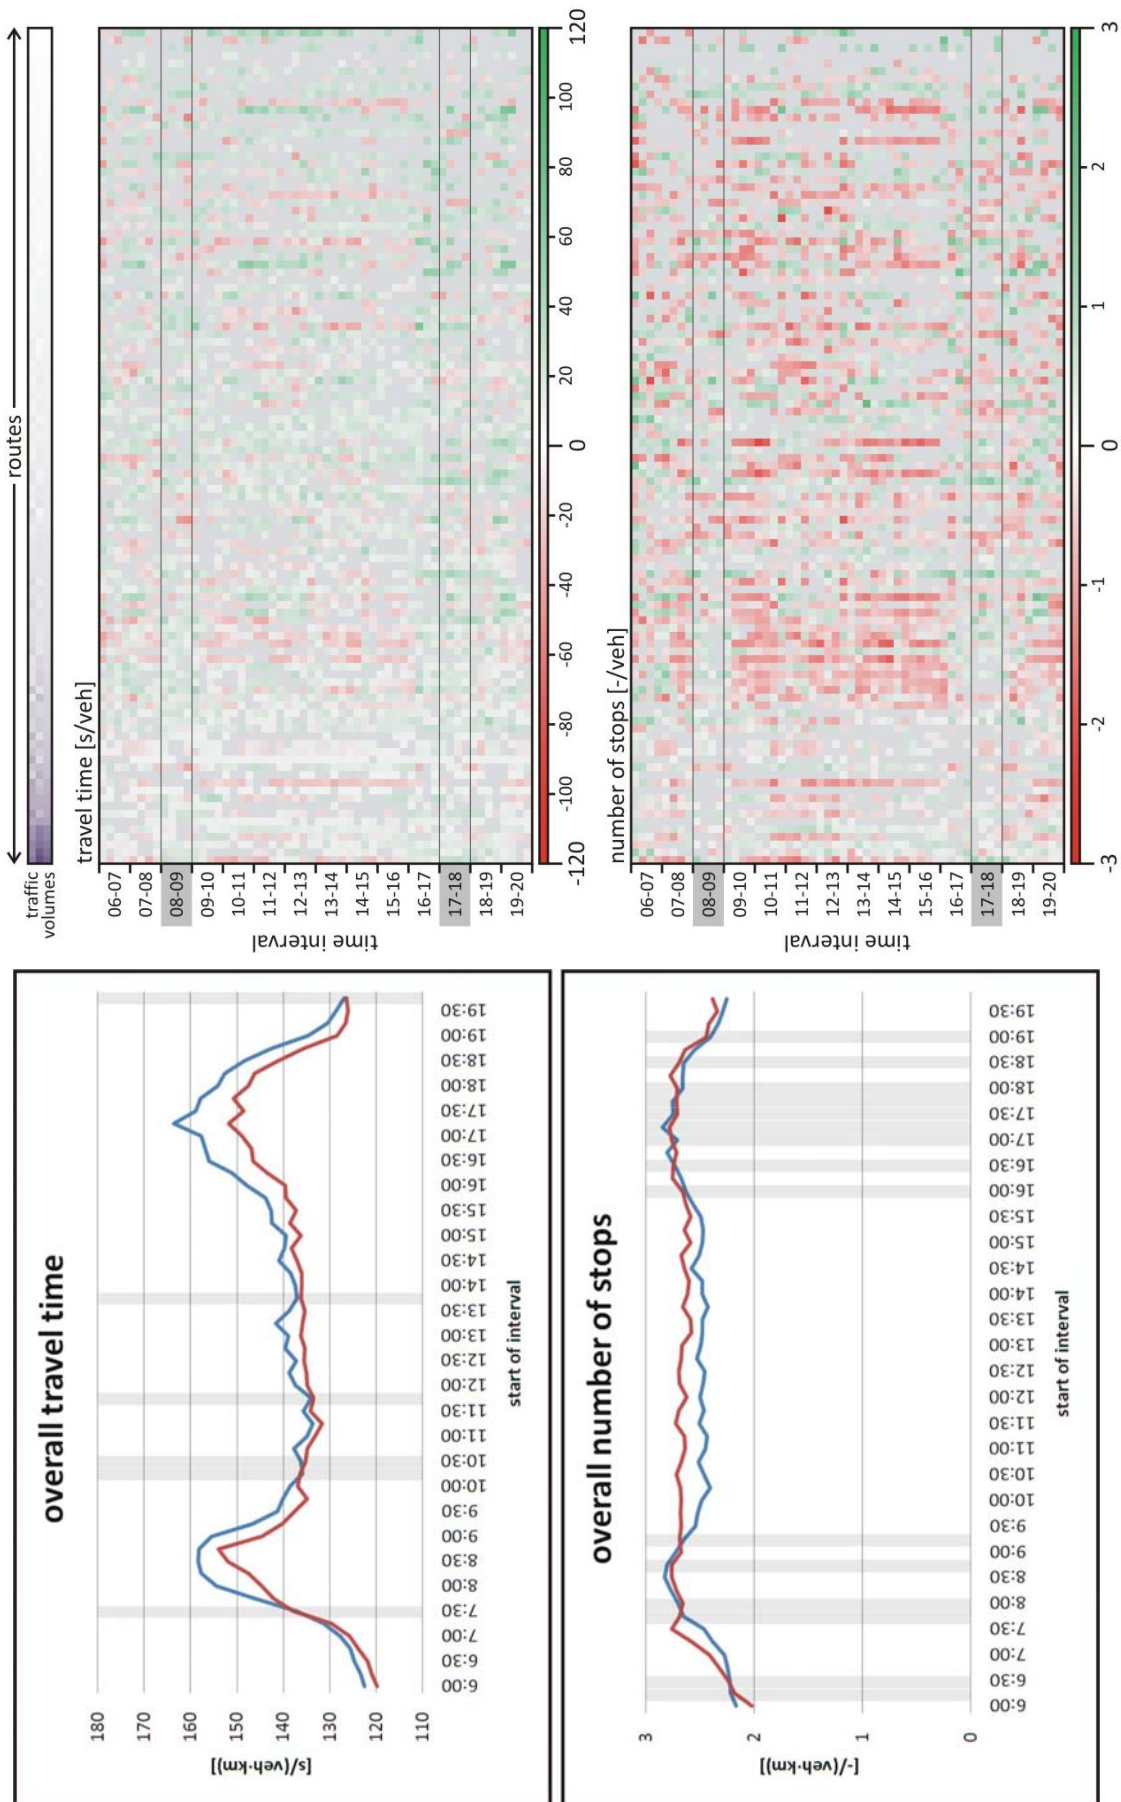 overall travel time
[s/(veh·km)]
180
170
160
150
140
130
120
110
6:00 6:30 7:00 7:30 8:00 8:30 9:00 9:30 10:00 10:30 11:00 11:30 12:00 12:30 13:00 13:30 14:00 14:30 15:00 15:30 16:00 16:30 17:00 17:30 18:00 18:30 19:00 19:30
start of interval
overall number of stops
[-/(veh·km)]
3
2
1
0
6:00 6:30 7:00 7:30 8:00 8:30 9:00 9:30 10:00 10:30 11:00 11:30 12:00 12:30 13:00 13:30 14:00 14:30 15:00 15:30 16:00 16:30 17:00 17:30 18:00 18:30 19:00 19:30
start of interval
routes
traffic
volumes
travel time [s/veh]
time interval
06-07
07-08
08-09
09-10
10-11
11-12
12-13
13-14
14-15
15-16
16-17
17-18
18-19
19-20
-120 -100 -80 -60 -40 -20 0 20 40 60 80 100 120
number of stops [-/veh]
time interval
06-07
07-08
08-09
09-10
10-11
11-12
12-13
13-14
14-15
15-16
16-17
17-18
18-19
19-20
-3 -2 -1 0 1 2 3